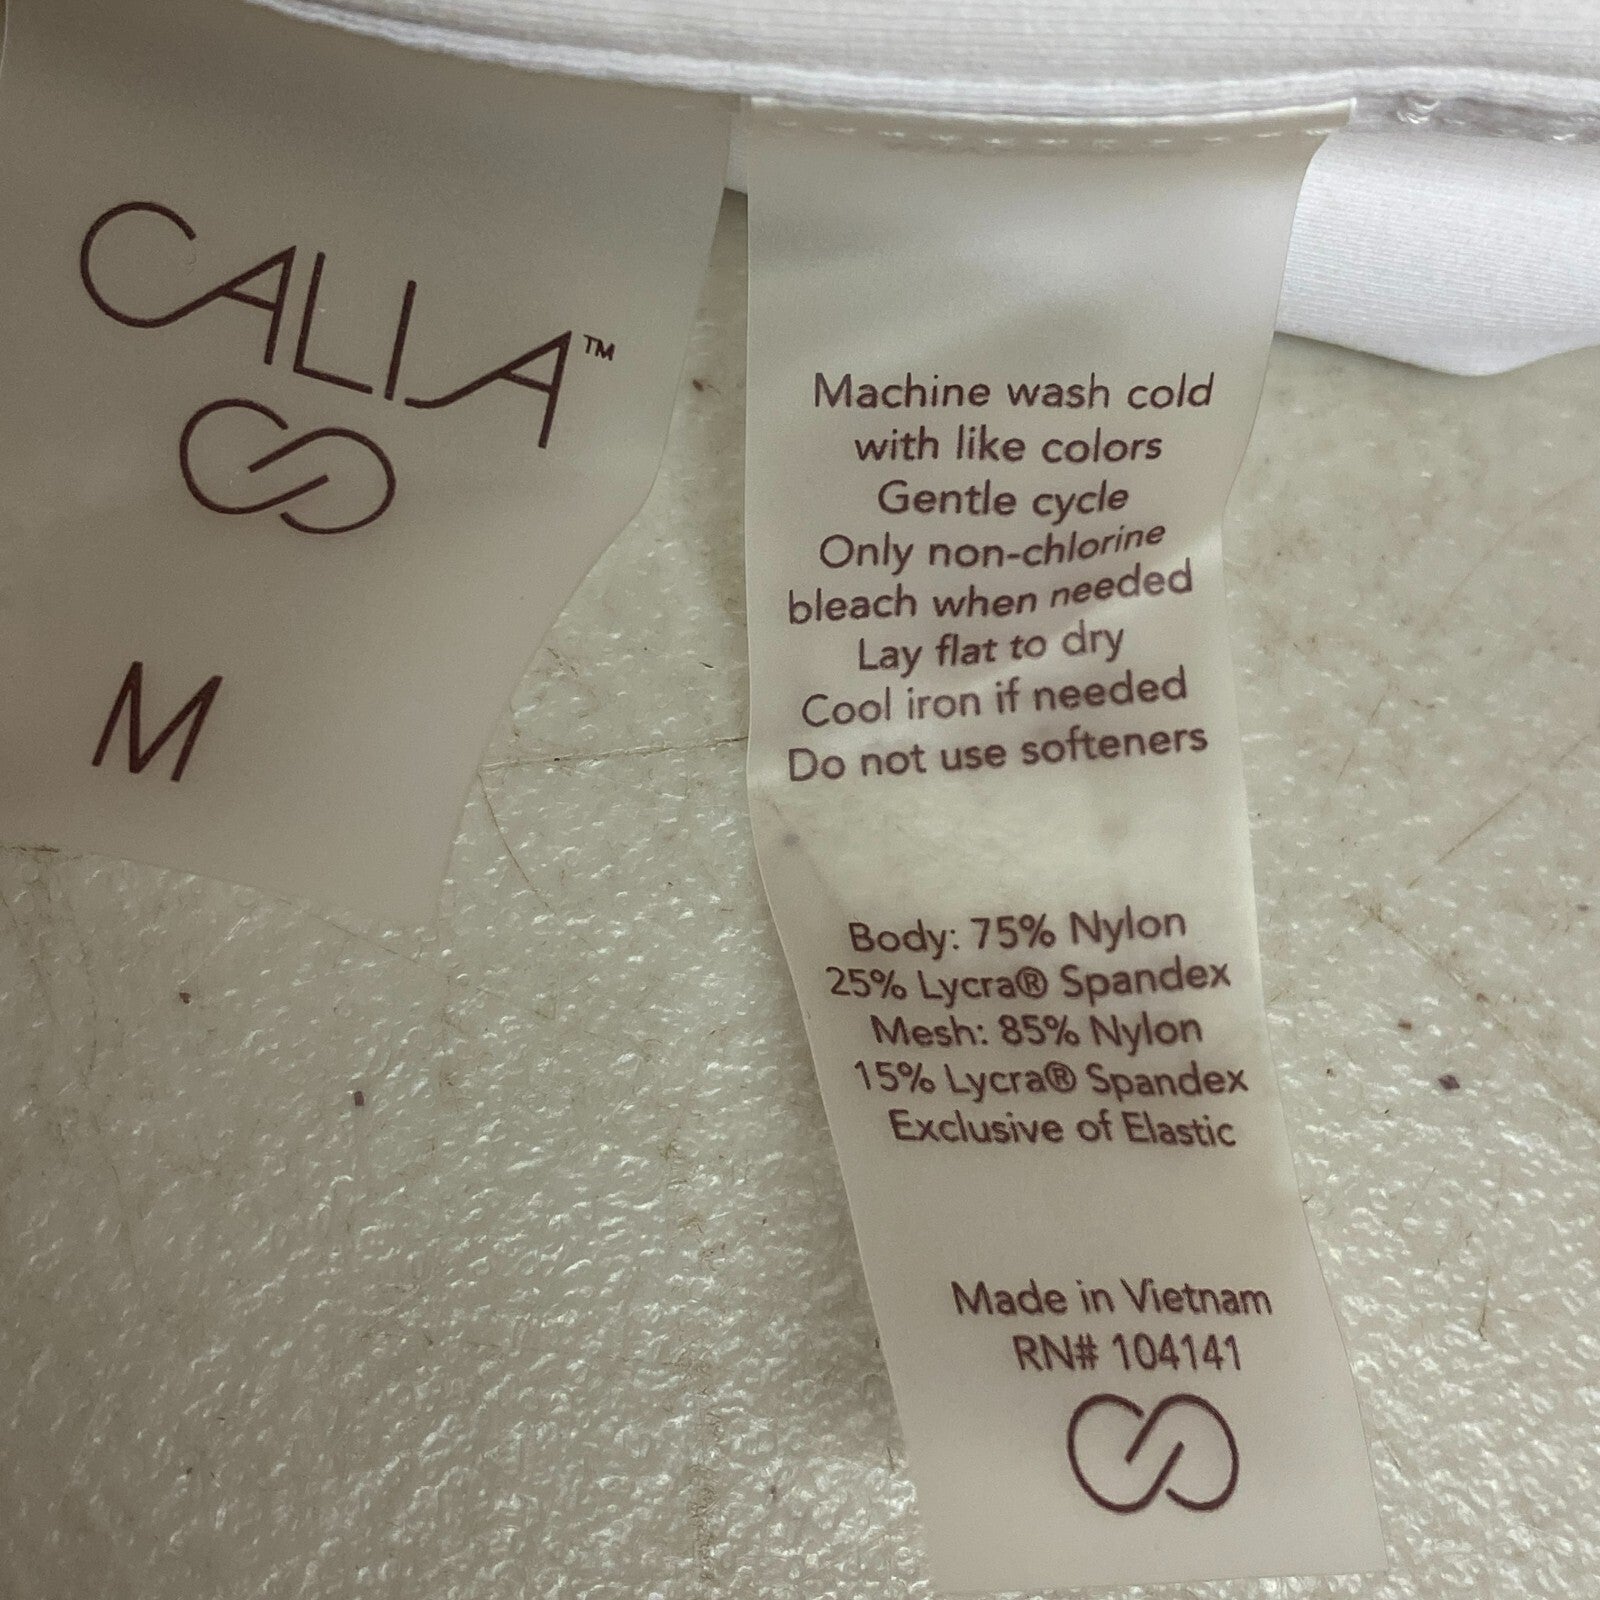 CALIA™
M
Machine wash cold
with like colors
Gentle cycle
Only non-chlorine
bleach when needed
Lay flat to dry
Cool iron if needed
Do not use softeners
Body: 75% Nylon
25% Lycra® Spandex
Mesh: 85% Nylon
15% Lycra® Spandex
Exclusive of Elastic
Made in Vietnam
RN# 104141